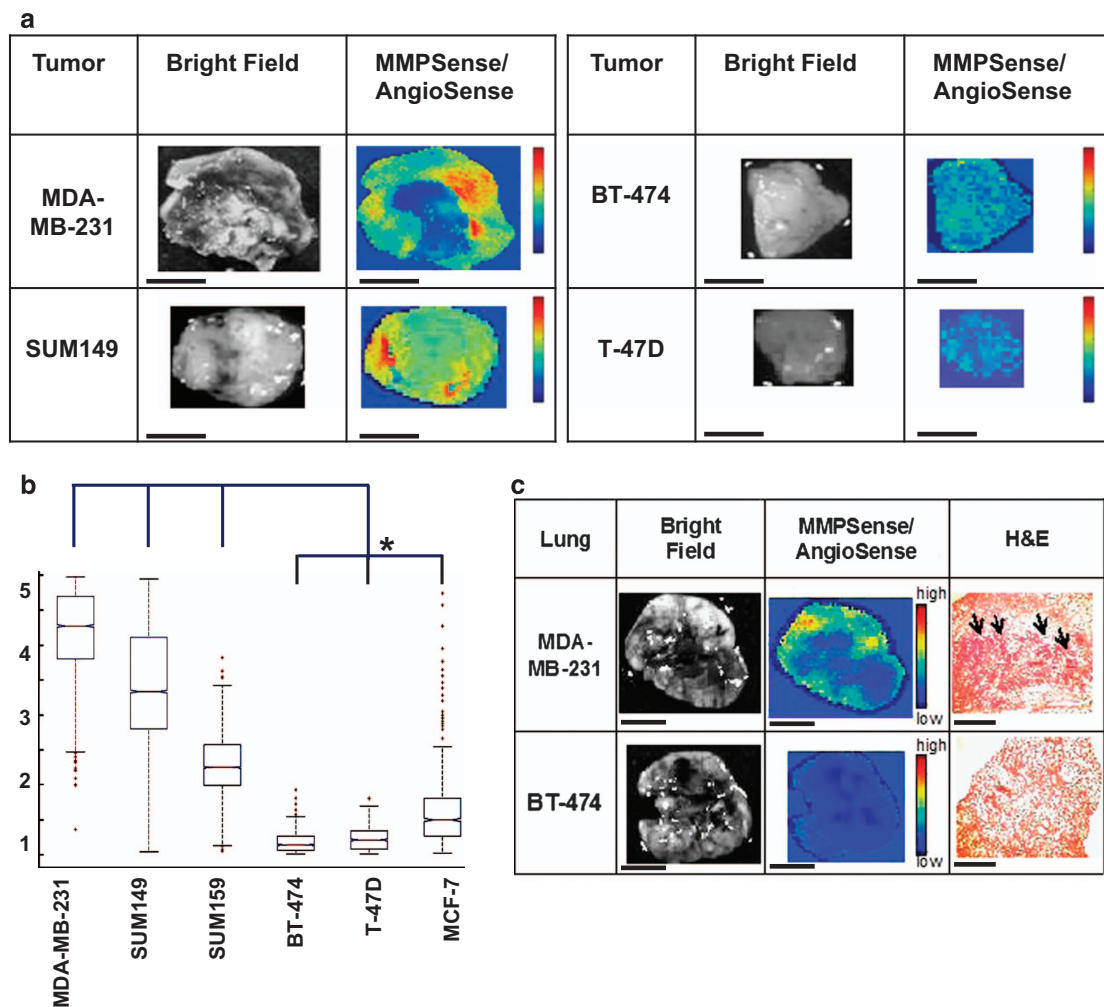 a
Tumor
Bright Field
MMPSense/
AngioSense
Tumor
Bright Field
MMPSense/
AngioSense
MDA-
MB-231
BT-474
SUM149
T-47D
b
*
5
4
3
2
1
MDA-MB-231
SUM149
SUM159
BT-474
T-47D
MCF-7
c
Lung
Bright
Field
MMPSense/
AngioSense
H&E
MDA-
MB-231
high
low
BT-474
high
low